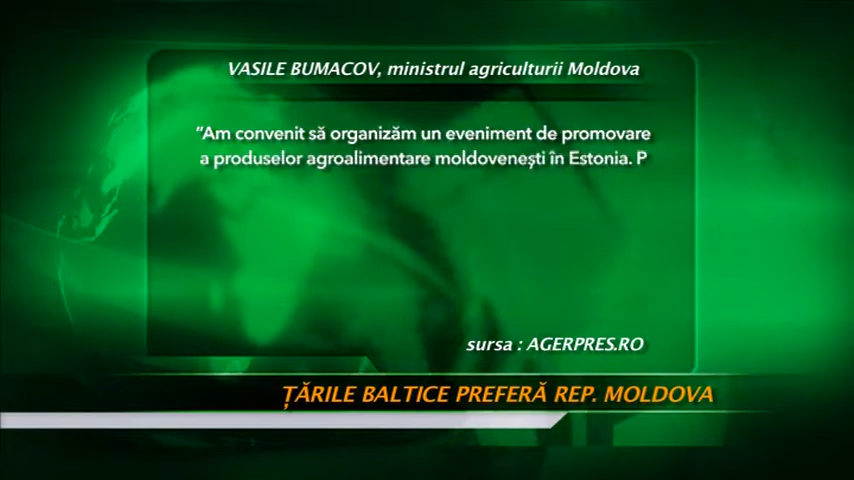 VASILE BUMACOV, ministrul agriculturii Moldova
"Am convenit să organizăm un eveniment de promovare
a produselor agroalimentare moldovenești în Estonia. P
sursa : AGERPRES.RO
ȚĂRILE BALTICE PREFERĂ REP. MOLDOVA